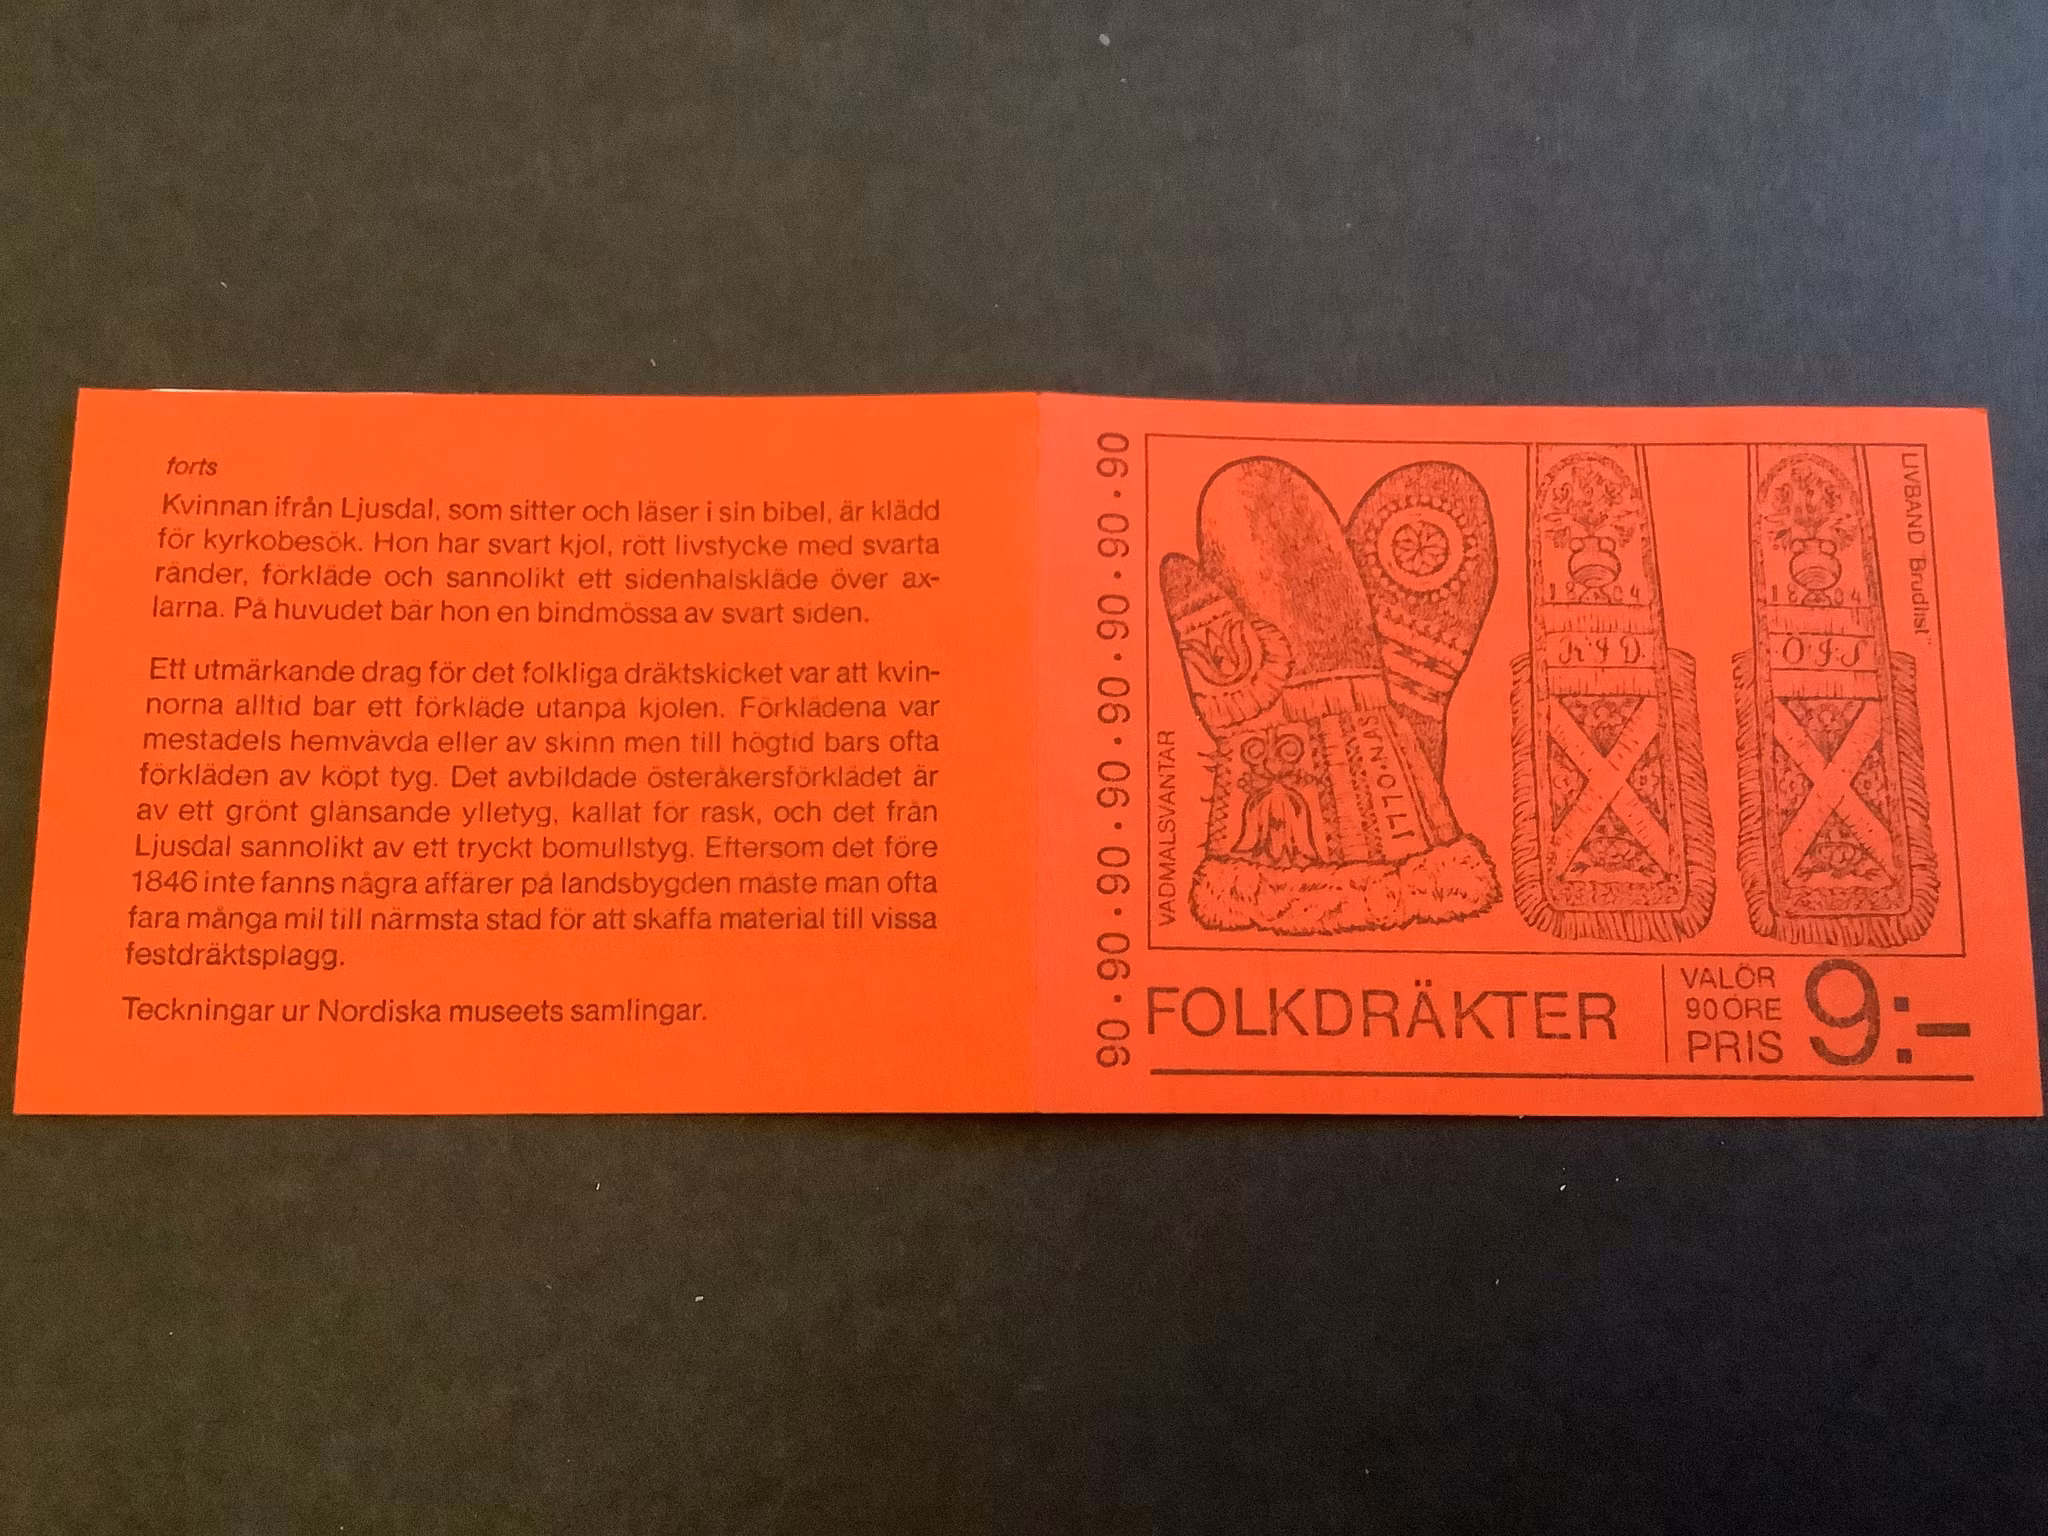 forts
Kvinnan ifrån Ljusdal, som sitter och läser i sin bibel, är klädd
för kyrkobesök. Hon har svart kjol, rött livstycke med svarta
ränder, förkläde och sannolikt ett sidenhalskläde över ax-
larna. På huvudet bär hon en bindmössa av svart siden.
Ett utmärkande drag för det folkliga dräktskicket var att kvin-
norna alltid bar ett förkläde utanpå kjolen. Förklädena var
mestadels hemvävda eller av skinn men till högtid bars ofta
förkläden av köpt tyg. Det avbildade österåkersförklädet är
av ett grönt glänsande ylletyg, kallat för rask, och det från
Ljusdal sannolikt av ett tryckt bomullstyg. Eftersom det före
1846 inte fanns några affärer på landsbygden måste man ofta
fara många mil till närmsta stad för att skaffa material till vissa
festdräktsplagg.
Teckningar ur Nordiska museets samlingar.
90 · 90 · 90 · 90 · 90 · 90 · 90 · 90
VADMALSVANTAR
LIVBAND "Brudlist"
1804
K·I·D·
1804
·O·I·S
FOLKDRÄKTER
VALÖR
90 ÖRE
PRIS
9:–